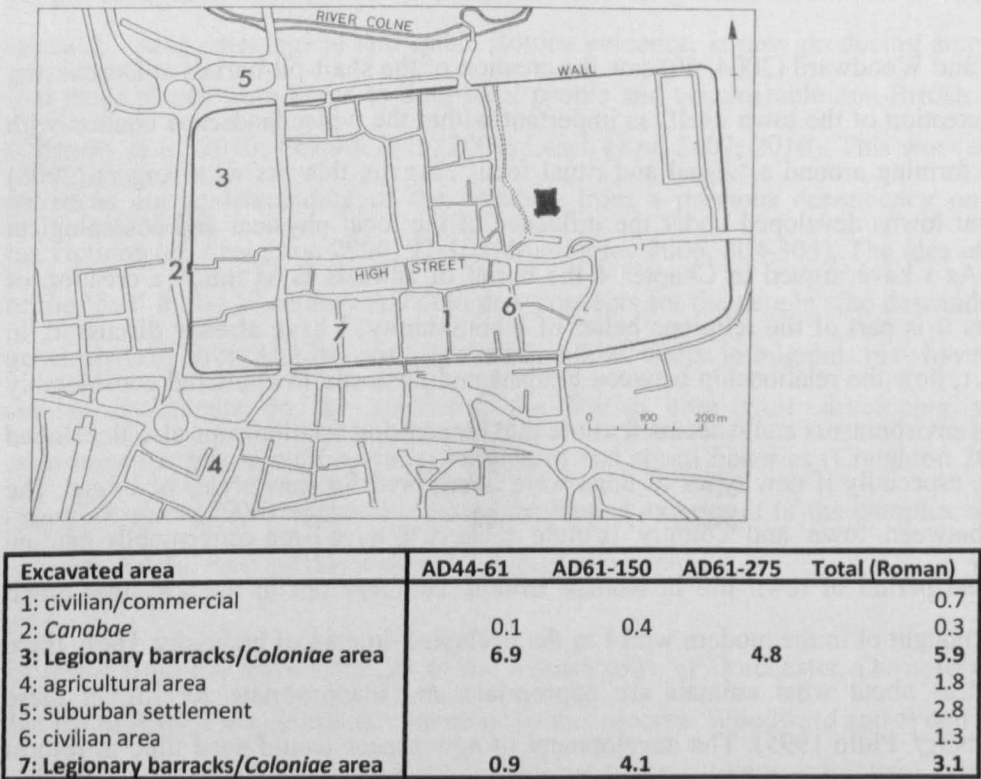 RIVER COLNE
5
WALL
3
2
HIGH STREET
6
7
1
0 100 200m
4
Excavated area AD44-61 AD61-150 AD61-275 Total (Roman)
1: civilian/commercial 0.7
2: Canabae 0.1 0.4 0.3
3: Legionary barracks/Coloniae area 6.9 4.8 5.9
4: agricultural area 1.8
5: suburban settlement 2.8
6: civilian area 1.3
7: Legionary barracks/Coloniae area 0.9 4.1 3.1